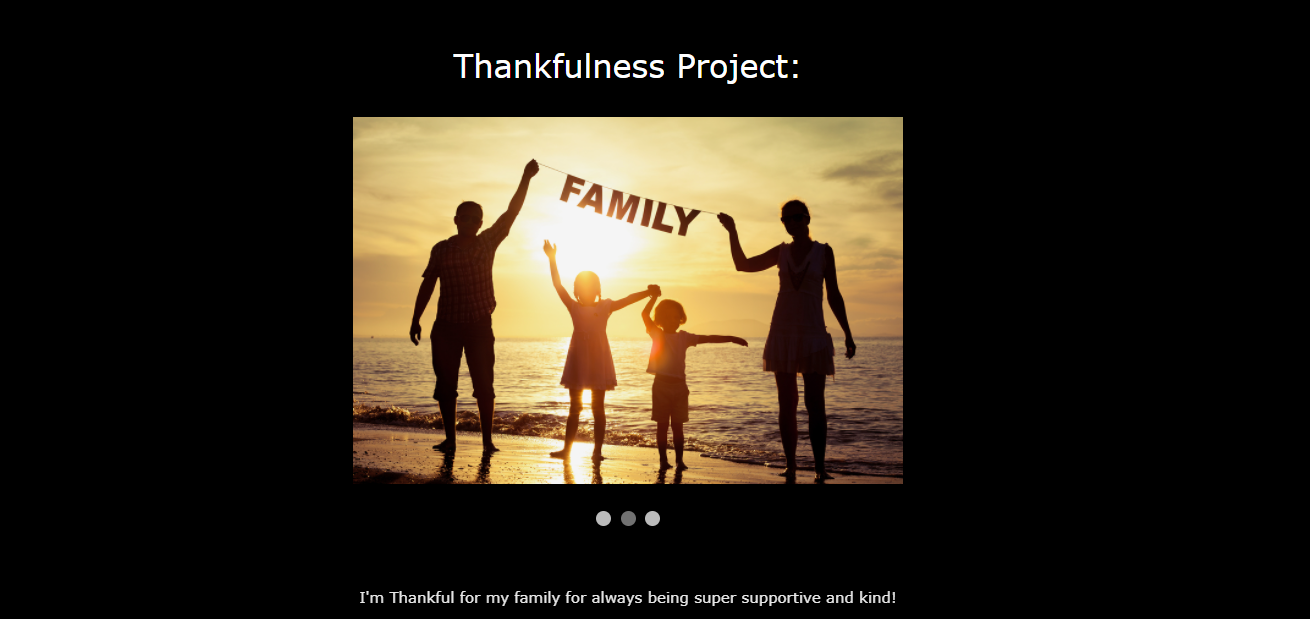 Thankfulness Project:
FAMILY
I'm Thankful for my family for always being super supportive and kind!